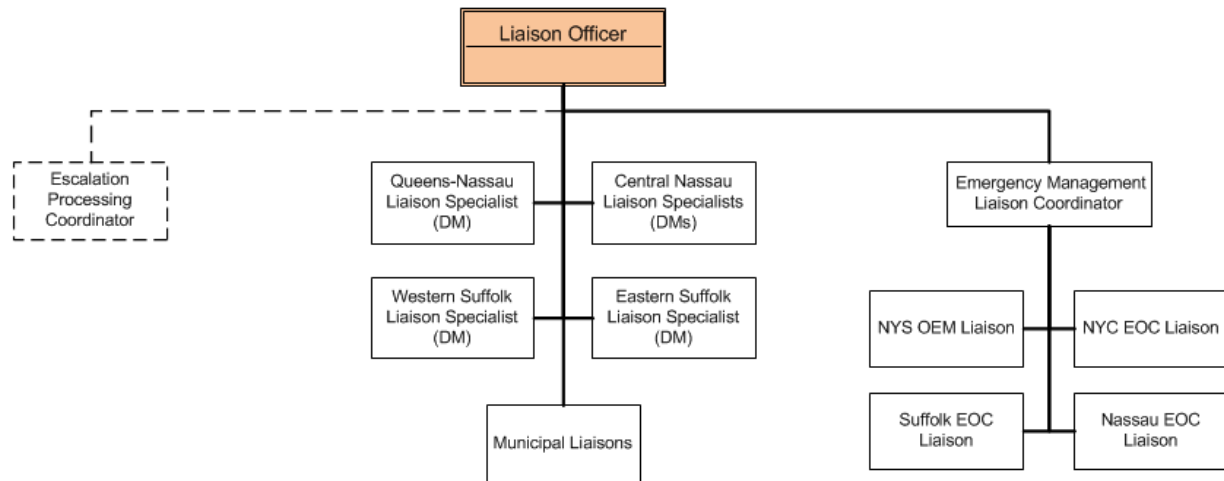 Liaison Officer
Escalation
Processing
Coordinator
Queens-Nassau
Liaison Specialist
(DM)
Central Nassau
Liaison Specialists
(DMs)
Emergency Management
Liaison Coordinator
Western Suffolk
Liaison Specialist
(DM)
Eastern Suffolk
Liaison Specialist
(DM)
NYS OEM Liaison
NYC EOC Liaison
Municipal Liaisons
Suffolk EOC
Liaison
Nassau EOC
Liaison